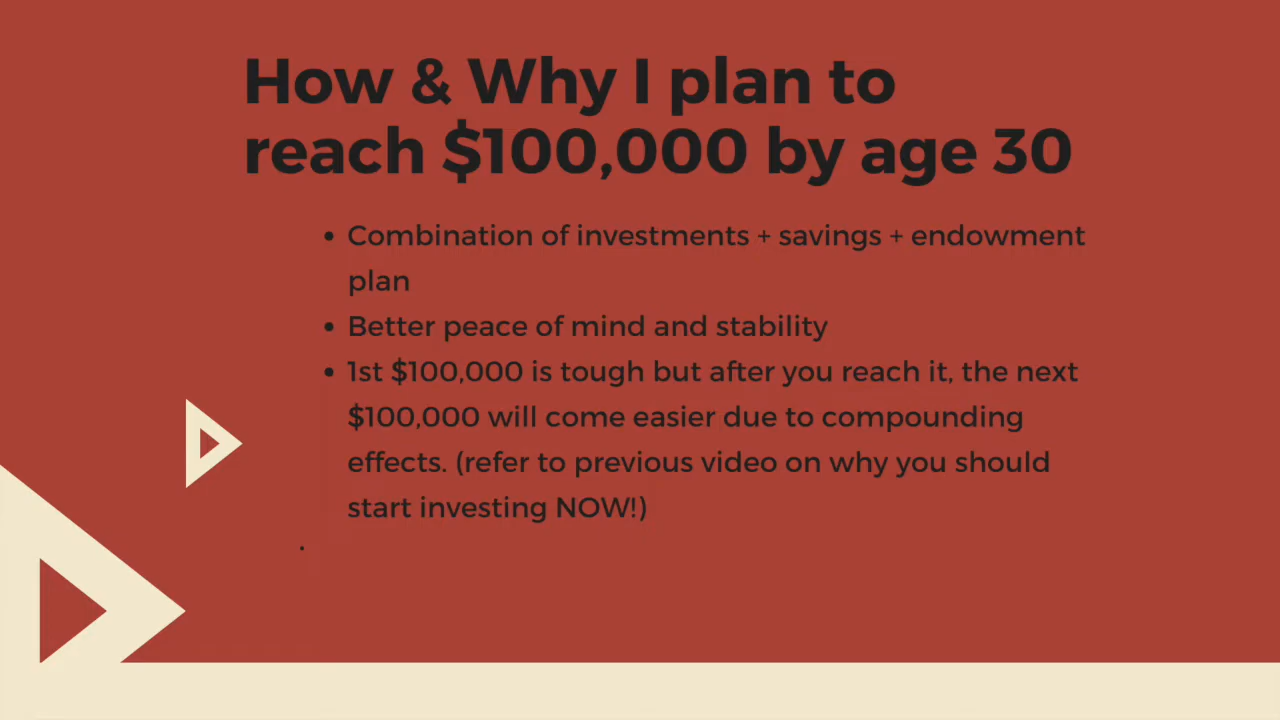 How & Why I plan to
reach $100,000 by age 30
• Combination of investments + savings + endowment
plan
• Better peace of mind and stability
• 1st $100,000 is tough but after you reach it, the next
$100,000 will come easier due to compounding
effects. (refer to previous video on why you should
start investing NOW!)
.